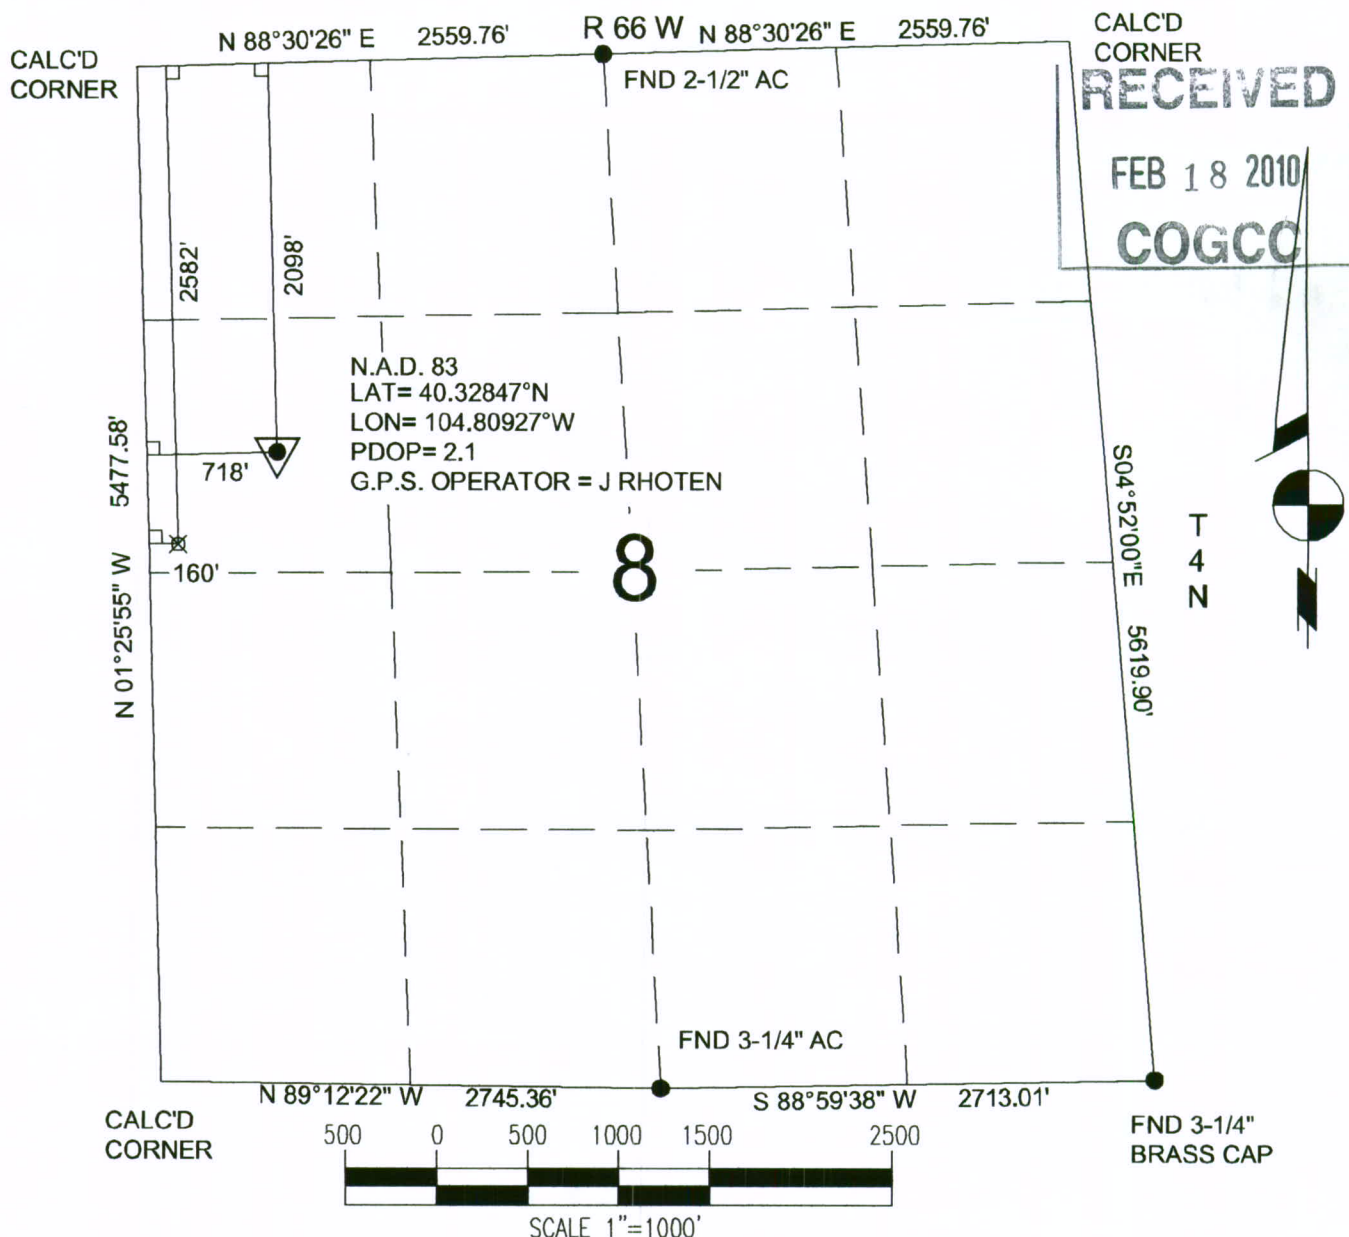 R 66 W
N 88°30'26" E 2559.76'
N 88°30'26" E 2559.76'
CALC'D
CORNER
CALC'D
CORNER
FND 2-1/2" AC
RECEIVED
FEB 18 2010
COGCC
2582'
2098'
N.A.D. 83
LAT= 40.32847°N
LON= 104.80927°W
PDOP= 2.1
G.P.S. OPERATOR = J RHOTEN
718'
160'
N 01°25'55" W 5477.58'
8
S04°52'00"E 5619.90'
T
4
N
FND 3-1/4" AC
N 89°12'22" W 2745.36'
S 88°59'38" W 2713.01'
CALC'D
CORNER
FND 3-1/4"
BRASS CAP
500 0 500 1000 1500 2500
SCALE 1"=1000'